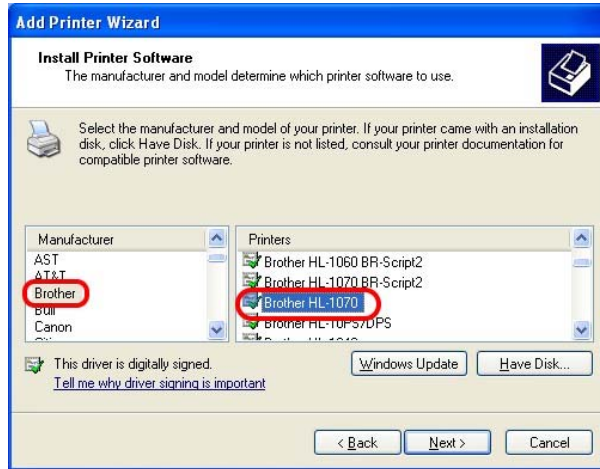 Add Printer Wizard
Install Printer Software
The manufacturer and model determine which printer software to use.
Select the manufacturer and model of your printer. If your printer came with an installation
disk, click Have Disk. If your printer is not listed, consult your printer documentation for
compatible printer software.
Manufacturer
AST
AT&T
Brother
Bull
Canon
Printers
Brother HL-1060 BR-Script2
Brother HL-1070 BR-Script2
Brother HL-1070
Brother HL-10PS7DPS
This driver is digitally signed.
Tell me why driver signing is important
Windows Update
Have Disk...
< Back
Next >
Cancel